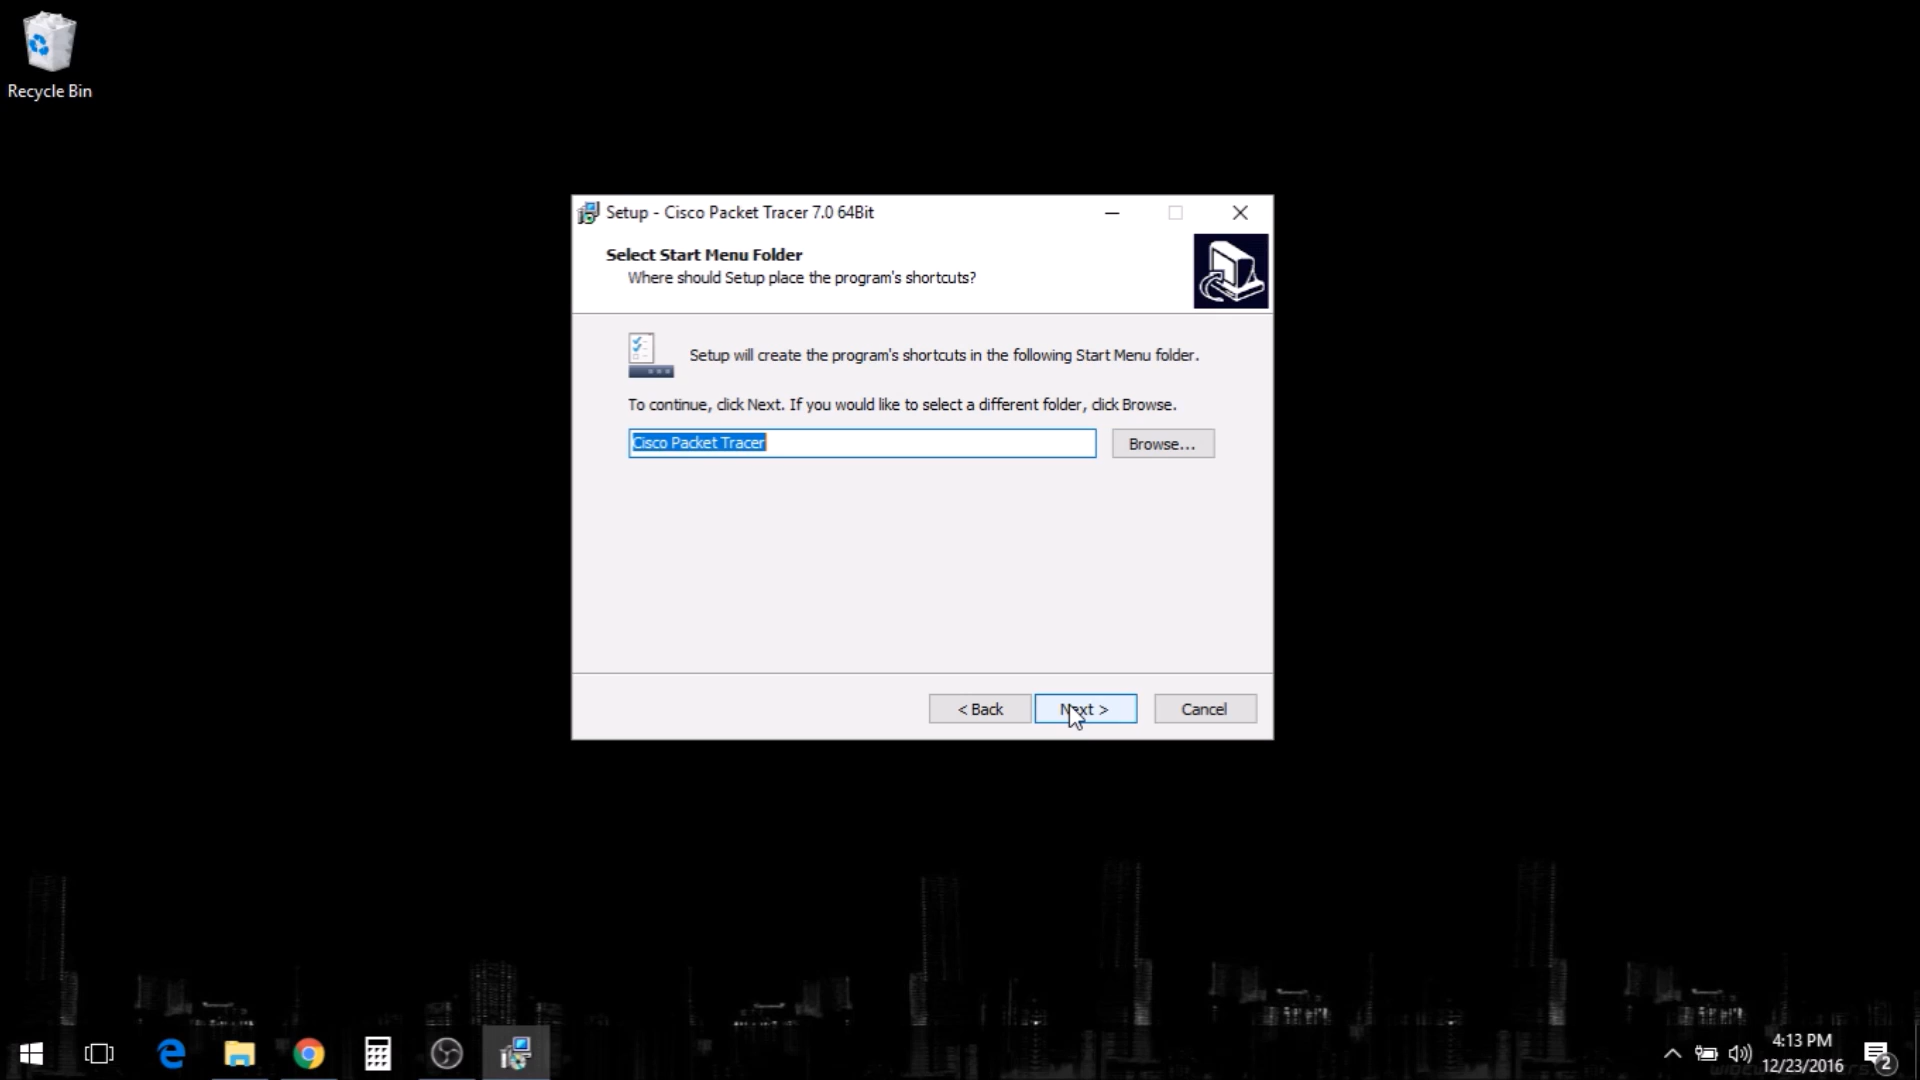 Recycle Bin
Setup - Cisco Packet Tracer 7.0 64Bit
Select Start Menu Folder
Where should Setup place the program's shortcuts?
Setup will create the program's shortcuts in the following Start Menu folder.
To continue, click Next. If you would like to select a different folder, click Browse.
Cisco Packet Tracer
Browse...
< Back
Next >
Cancel
4:13 PM
12/23/2016
2